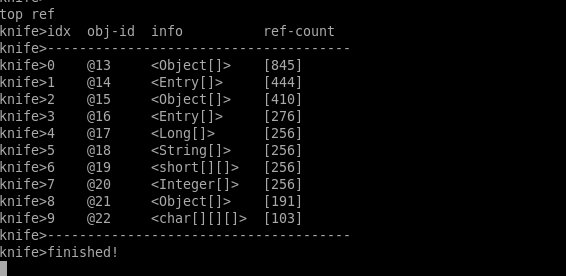 top ref
knife>idx  obj-id  info          ref-count
knife>--------------------------------------
knife>0    @13     <Object[]>    [845]
knife>1    @14     <Entry[]>     [444]
knife>2    @15     <Object[]>    [410]
knife>3    @16     <Entry[]>     [276]
knife>4    @17     <Long[]>      [256]
knife>5    @18     <String[]>    [256]
knife>6    @19     <short[][]>   [256]
knife>7    @20     <Integer[]>   [256]
knife>8    @21     <Object[]>    [191]
knife>9    @22     <char[][][]>  [103]
knife>--------------------------------------
knife>finished!